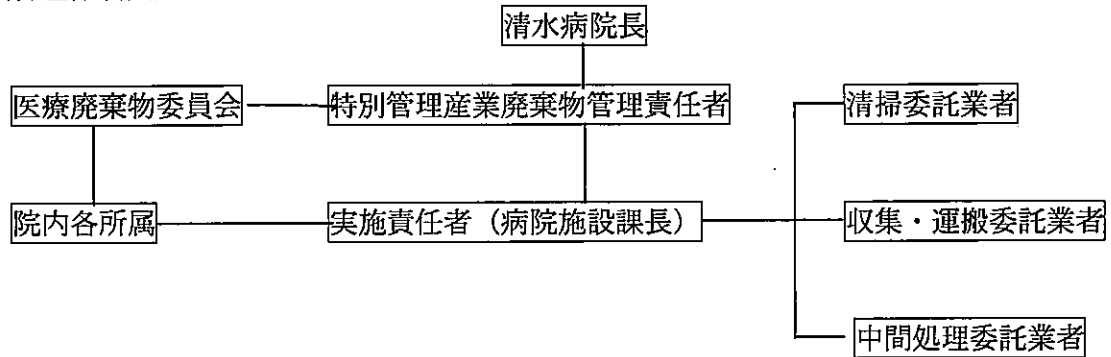 清水病院長
医療廃棄物委員会
特別管理産業廃棄物管理責任者
清掃委託業者
院内各所属
実施責任者（病院施設課長）
収集・運搬委託業者
中間処理委託業者